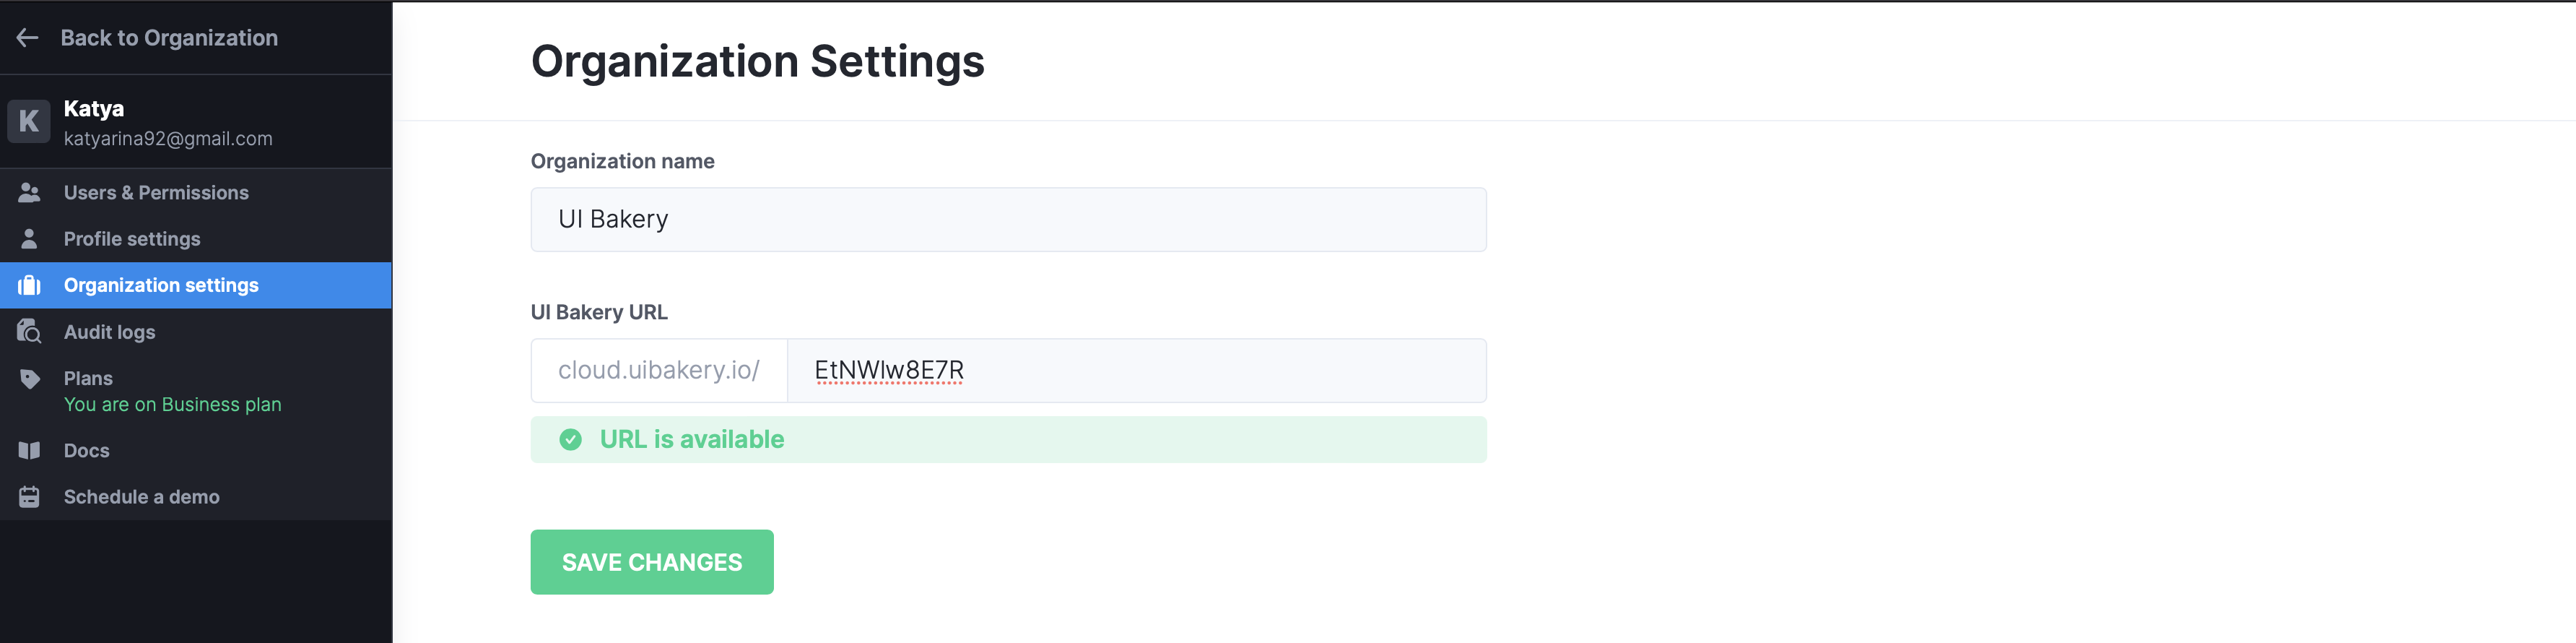 Back to Organization
K
Katya
katyarina92@gmail.com
Users & Permissions
Profile settings
Organization settings
Audit logs
Plans
You are on Business plan
Docs
Schedule a demo
Organization Settings
Organization name
UI Bakery
UI Bakery URL
cloud.uibakery.io/ EtNWlw8E7R
URL is available
SAVE CHANGES